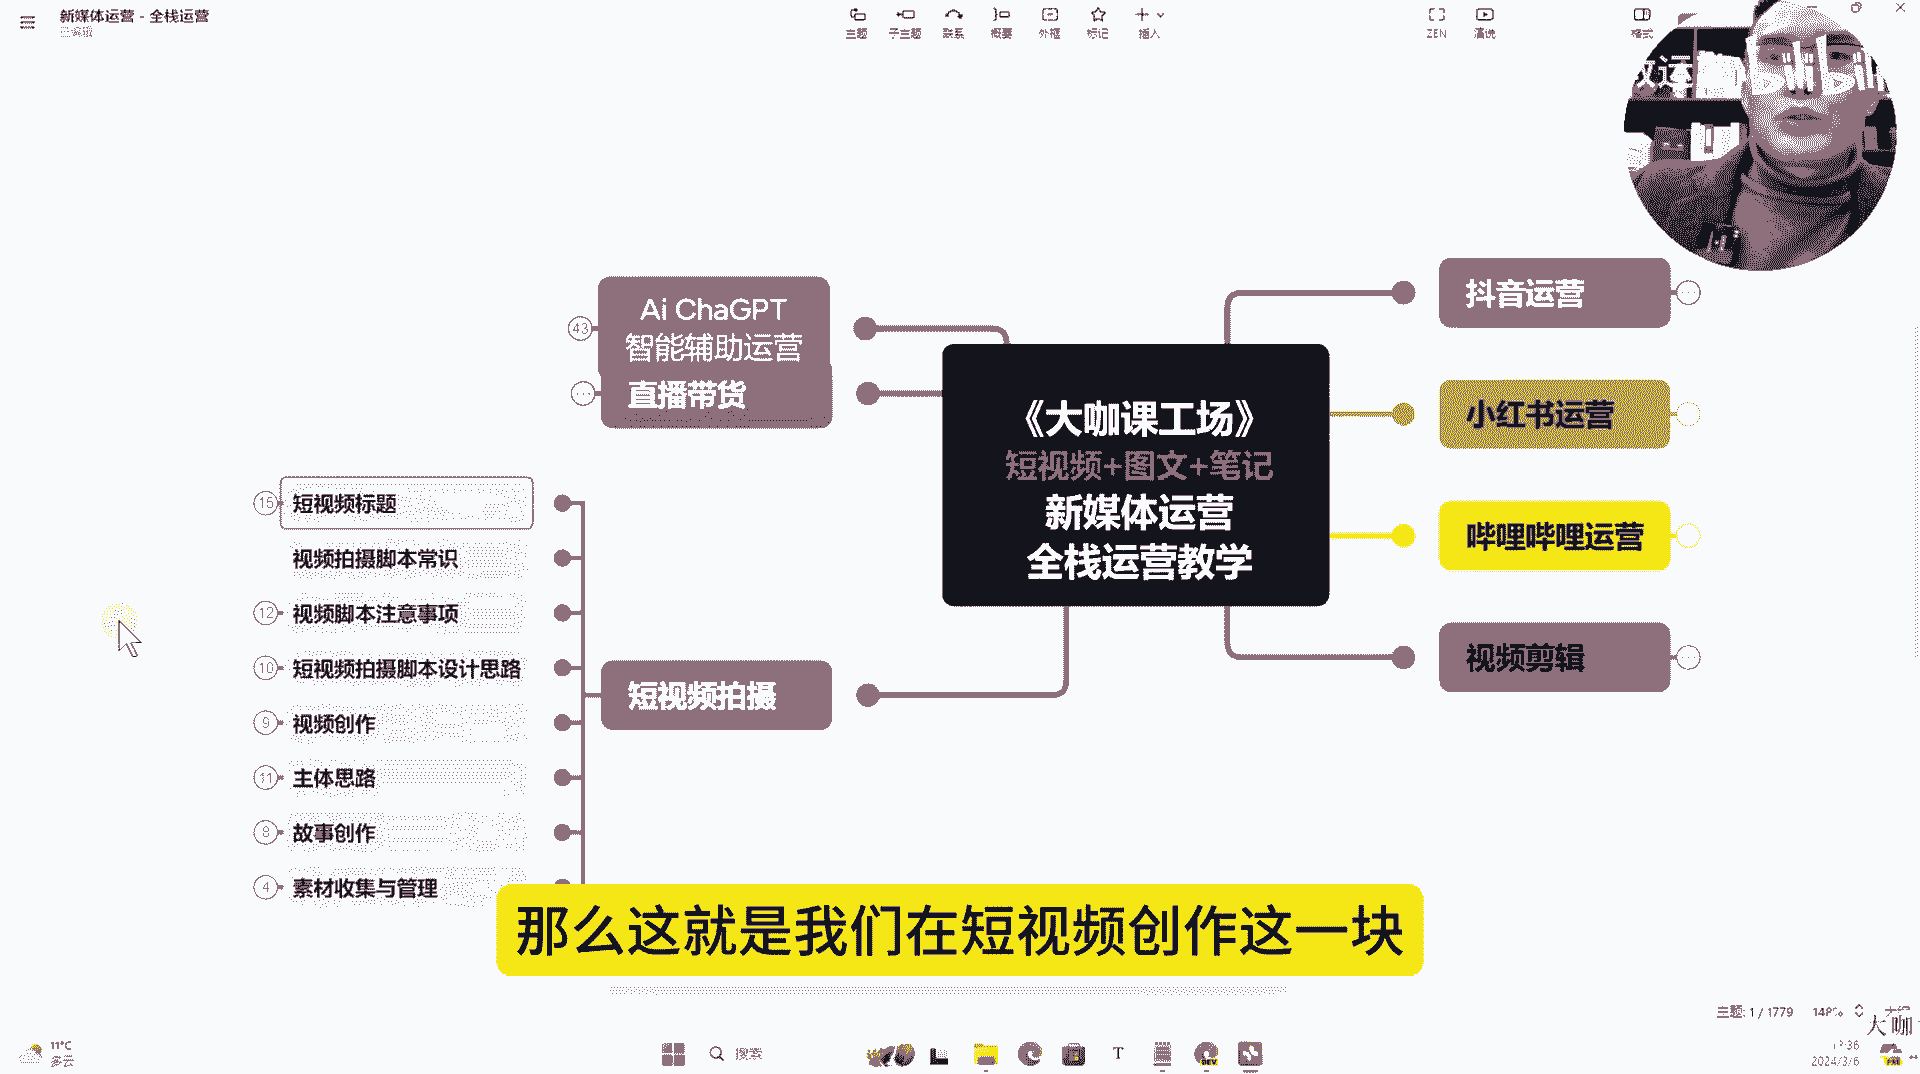 新媒体运营 - 全栈运营
已编辑
主题
子主题
联系
概要
外框
标记
插入
ZEN
演说
格式
bilibili
Ai ChaGPT
智能辅助运营
43
直播带货
《大咖课工场》
短视频+图文+笔记
新媒体运营
全栈运营教学
抖音运营
小红书运营
哔哩哔哩运营
视频剪辑
短视频拍摄
15
短视频标题
视频拍摄脚本常识
12
视频脚本注意事项
10
短视频拍摄脚本设计思路
9
视频创作
11
主体思路
8
故事创作
4
素材收集与管理
那么这就是我们在短视频创作这一块
主题: 1 / 1779
148%
大咖
11°C
多云
搜索
2024/3/6